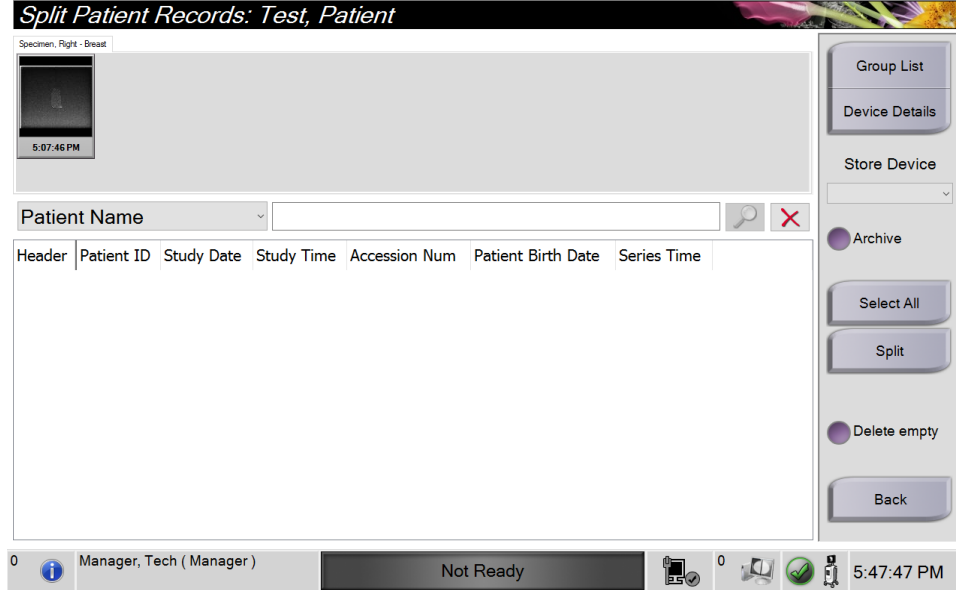 Split Patient Records: Test, Patient
Specimen, Right - Breast
5:07:46 PM
Group List
Device Details
Store Device
Patient Name
Archive
Header Patient ID Study Date Study Time Accession Num Patient Birth Date Series Time
Select All
Split
Delete empty
Back
0 Manager, Tech ( Manager ) Not Ready 0 5:47:47 PM